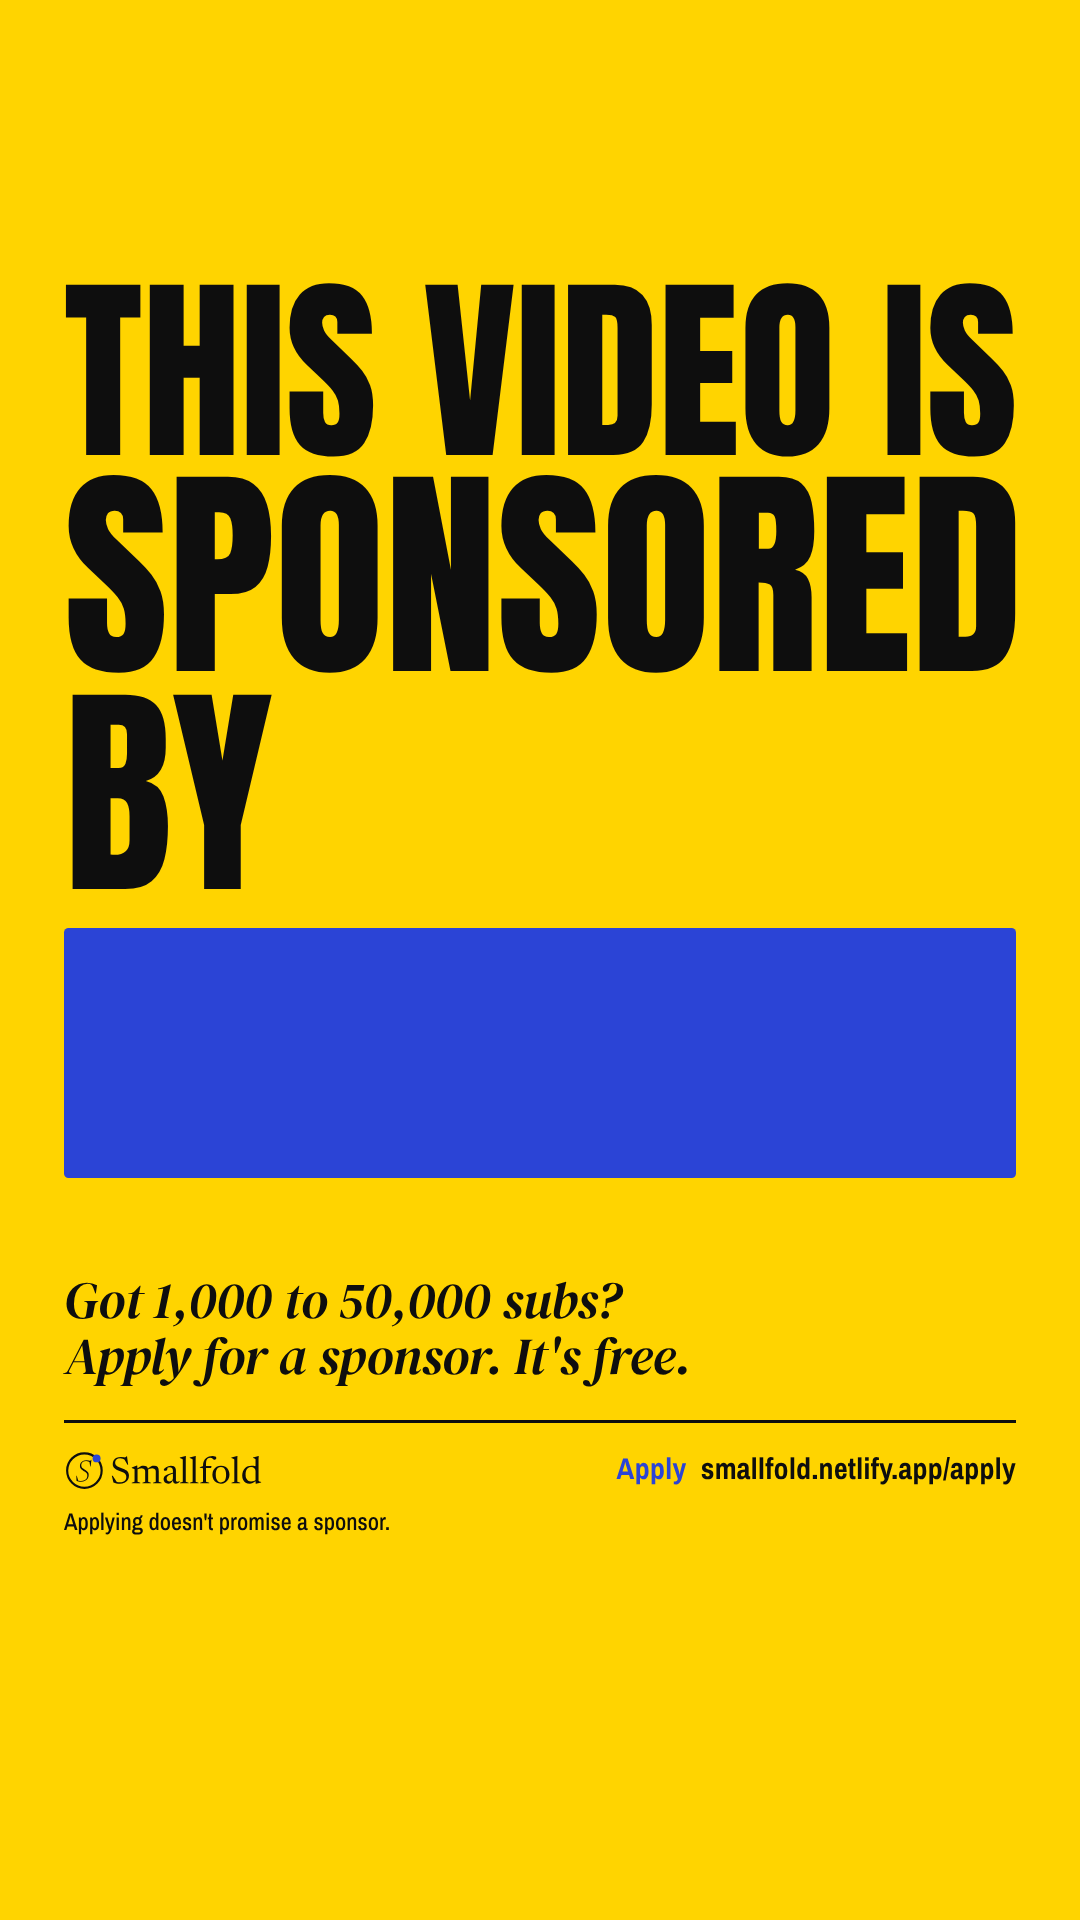 THIS VIDEO IS
SPONSORED
BY
Got 1,000 to 50,000 subs?
Apply for a sponsor. It's free.
S Smallfold
Apply smallfold.netlify.app/apply
Applying doesn't promise a sponsor.